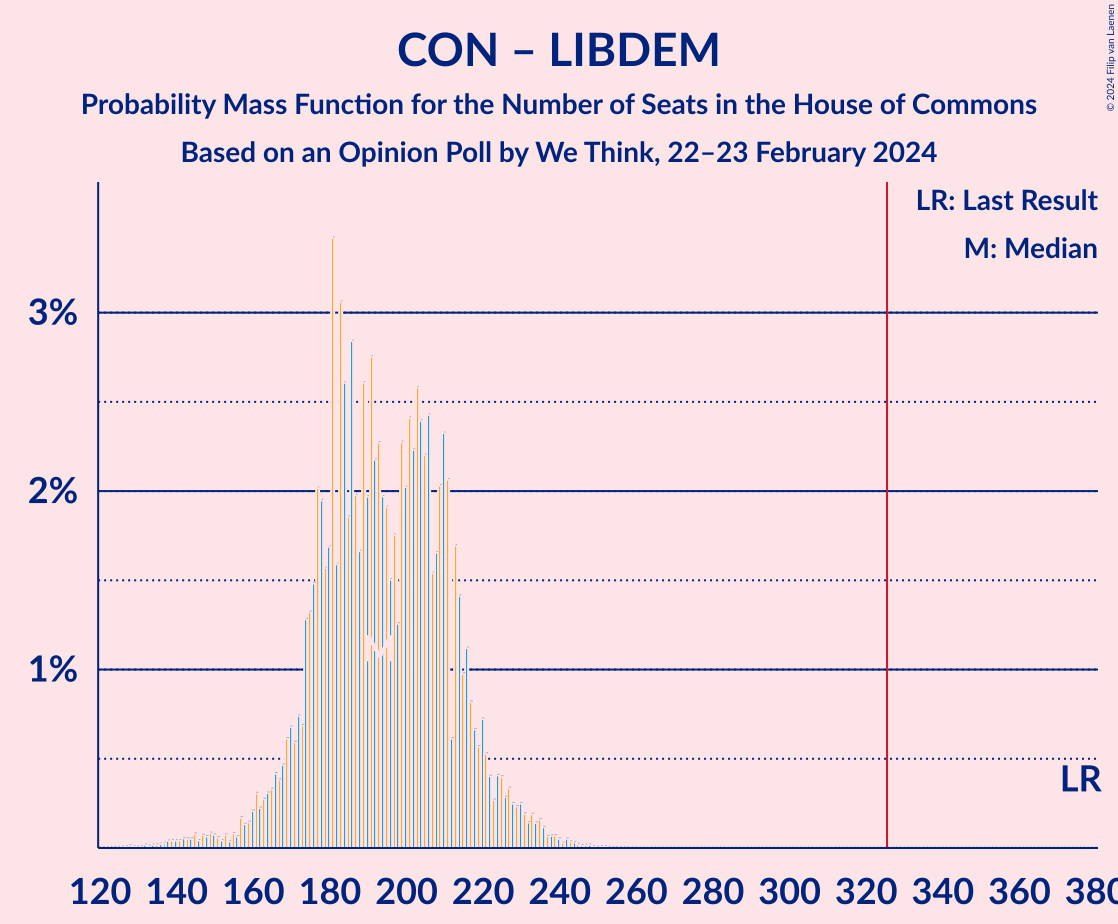 CON – LIBDEM
Probability Mass Function for the Number of Seats in the House of Commons
Based on an Opinion Poll by We Think, 22–23 February 2024
© 2024 Filip van Laenen
LR: Last Result
M: Median
3%
2%
1%
M
LR
120 140 160 180 200 220 240 260 280 300 320 340 360 380